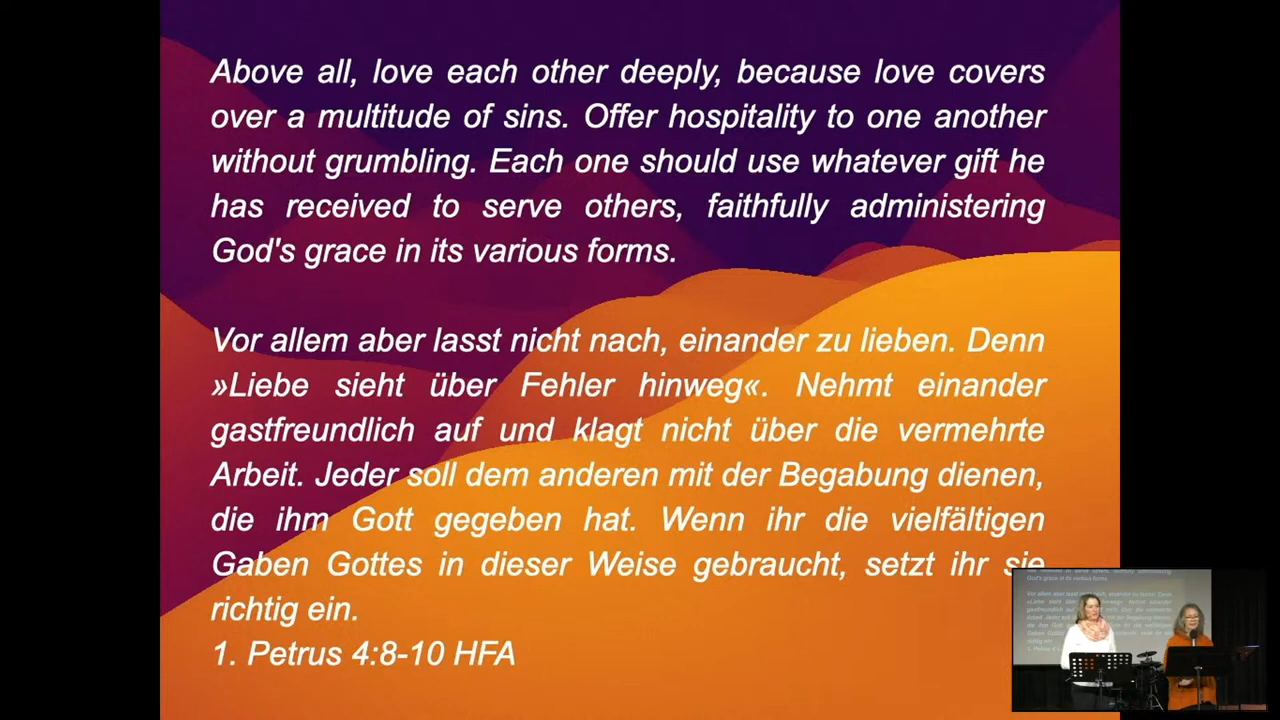 Above all, love each other deeply, because love covers
over a multitude of sins. Offer hospitality to one another
without grumbling. Each one should use whatever gift he
has received to serve others, faithfully administering
God's grace in its various forms.
Vor allem aber lasst nicht nach, einander zu lieben. Denn
»Liebe sieht über Fehler hinweg«. Nehmt einander
gastfreundlich auf und klagt nicht über die vermehrte
Arbeit. Jeder soll dem anderen mit der Begabung dienen,
die ihm Gott gegeben hat. Wenn ihr die vielfältigen
Gaben Gottes in dieser Weise gebraucht, setzt ihr sie
richtig ein.
1. Petrus 4:8-10 HFA